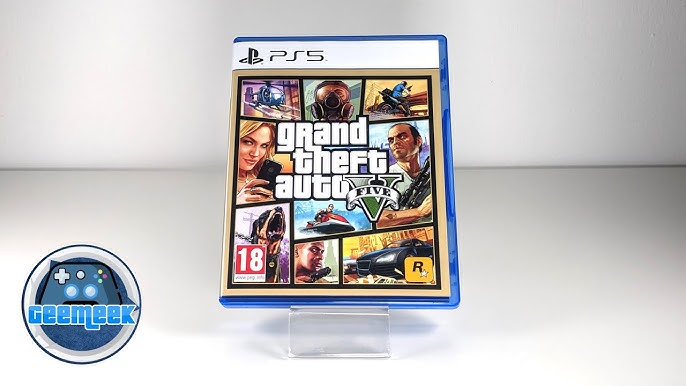 PS5
grand
theft
auto
V
FIVE
18
www.pegi.info
R
GEEMEEK